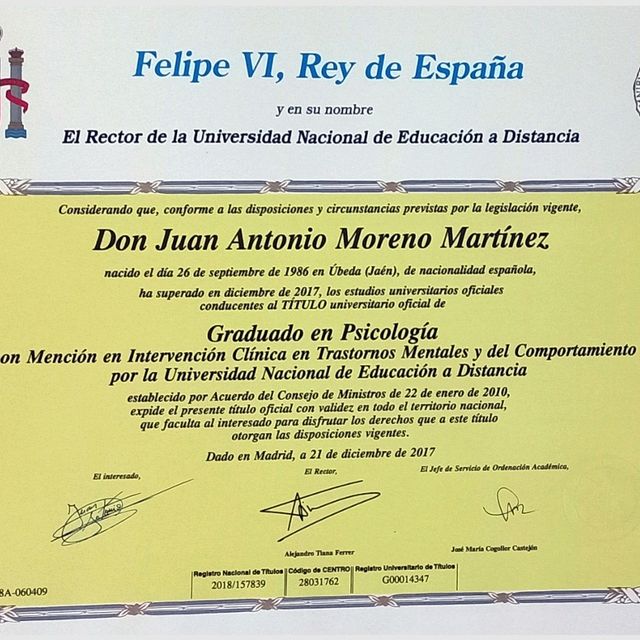 Felipe VI, Rey de España
y en su nombre
El Rector de la Universidad Nacional de Educación a Distancia
Considerando que, conforme a las disposiciones y circunstancias previstas por la legislación vigente,
Don Juan Antonio Moreno Martínez
nacido el día 26 de septiembre de 1986 en Úbeda (Jaén), de nacionalidad española,
ha superado en diciembre de 2017, los estudios universitarios oficiales
conducentes al TÍTULO universitario oficial de
Graduado en Psicología
on Mención en Intervención Clínica en Trastornos Mentales y del Comportamiento
por la Universidad Nacional de Educación a Distancia
establecido por Acuerdo del Consejo de Ministros de 22 de enero de 2010,
expide el presente título oficial con validez en todo el territorio nacional,
que faculta al interesado para disfrutar los derechos que a este título
otorgan las disposiciones vigentes.
Dado en Madrid, a 21 de diciembre de 2017
El interesado,
El Rector,
El Jefe de Servicio de Ordenación Académica,
Juan Antonio
Alejandro Tiana Ferrer
José María Cogollor Castejón
Registro Nacional de Títulos
Código de CENTRO
Registro Universitario de Títulos
2018/157839
28031762
G00014347
8A-060409